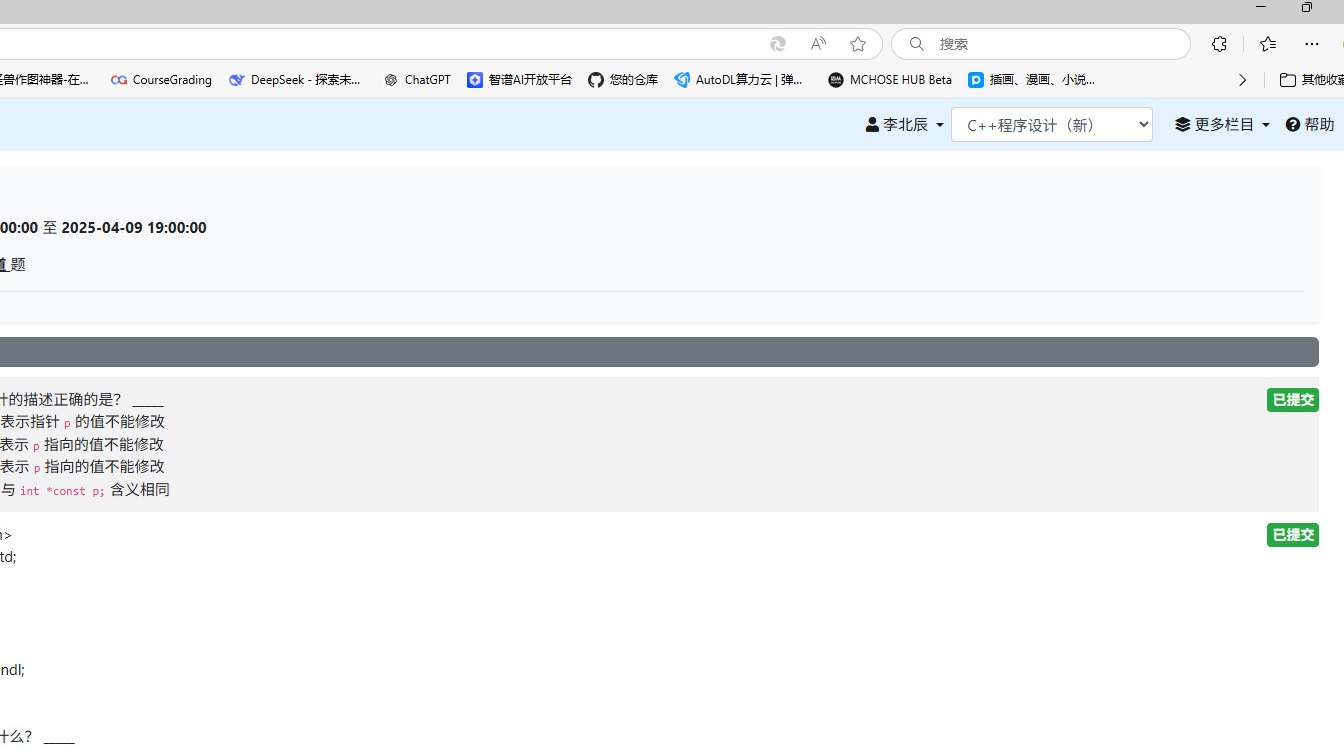 搜索
兽作图神器-在...
CourseGrading
DeepSeek - 探索未...
ChatGPT
智谱AI开放平台
您的仓库
AutoDL算力云 | 弹...
MCHOSE HUB Beta
插画、漫画、小说...
其他收藏
李北辰
C++程序设计（新）
更多栏目
帮助
00:00 至 2025-04-09 19:00:00
道 题
针的描述正确的是？ ____
已提交
表示指针 p 的值不能修改
表示 p 指向的值不能修改
表示 p 指向的值不能修改
与 int *const p; 含义相同
>
已提交
td;
ndl;
什么？ ____